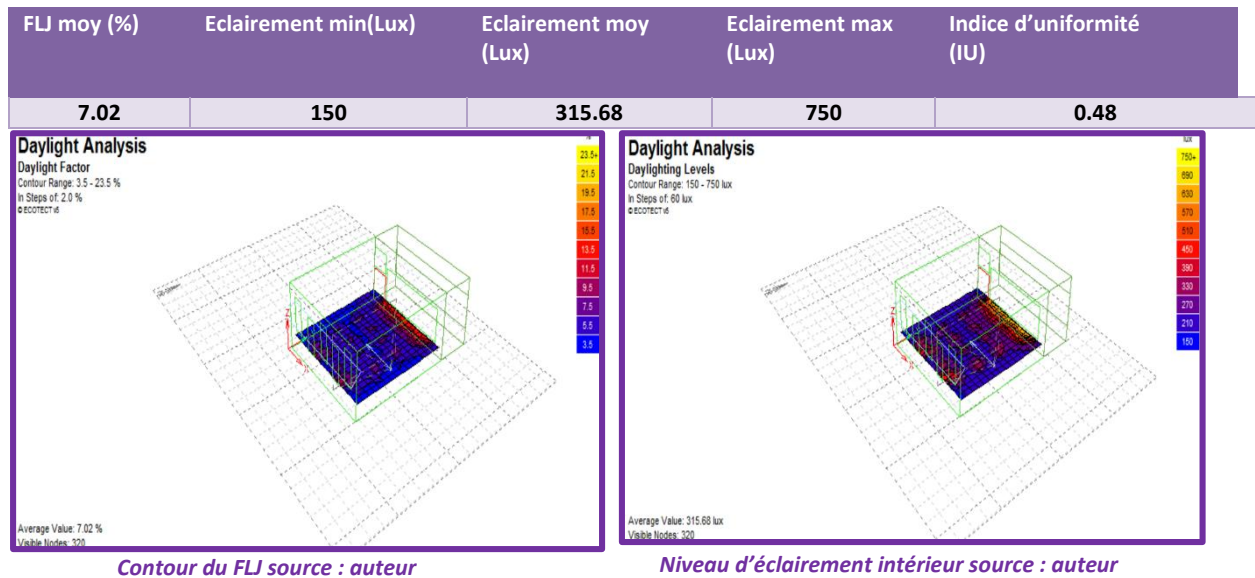 FLJ moy (%) Eclairement min(Lux) Eclairement moy (Lux) Eclairement max (Lux) Indice d’uniformité (IU)
7.02 150 315.68 750 0.48
Daylight Analysis
Daylight Factor
Contour Range: 3.5 - 23.5 %
In Steps of: 2.0 %
© ECOTECT v5
%
23.5+
21.5
19.5
17.5
15.5
13.5
11.5
9.5
7.5
5.5
3.5
Z
X
Average Value: 7.02 %
Visible Nodes: 320
Daylight Analysis
Daylighting Levels
Contour Range: 150 - 750 lux
In Steps of: 60 lux
© ECOTECT v5
lux
750+
690
630
570
510
450
390
330
270
210
150
Z
X
Average Value: 315.68 lux
Visible Nodes: 320
Contour du FLJ source : auteur
Niveau d’éclairement intérieur source : auteur